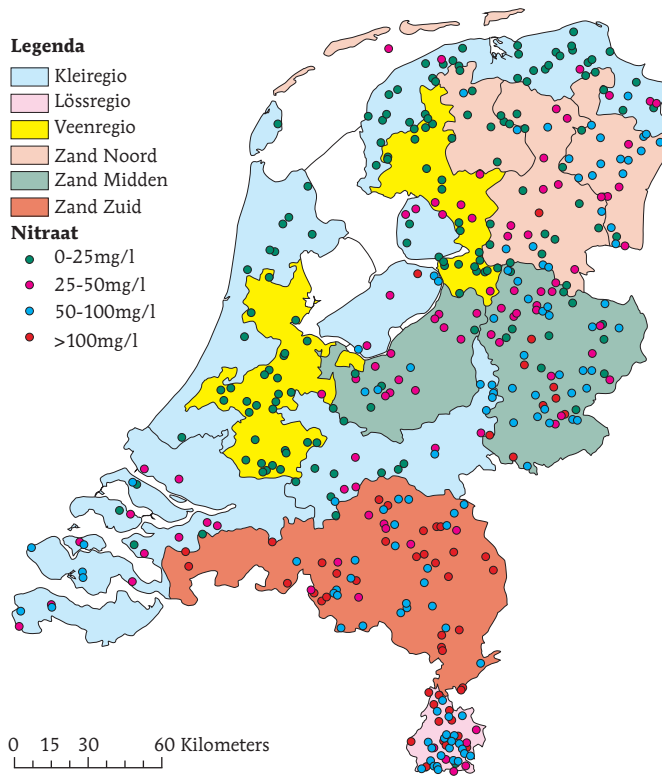 Legenda
Kleiregio
Lössregio
Veenregio
Zand Noord
Zand Midden
Zand Zuid
Nitraat
0-25mg/l
25-50mg/l
50-100mg/l
>100mg/l
0 15 30 60 Kilometers